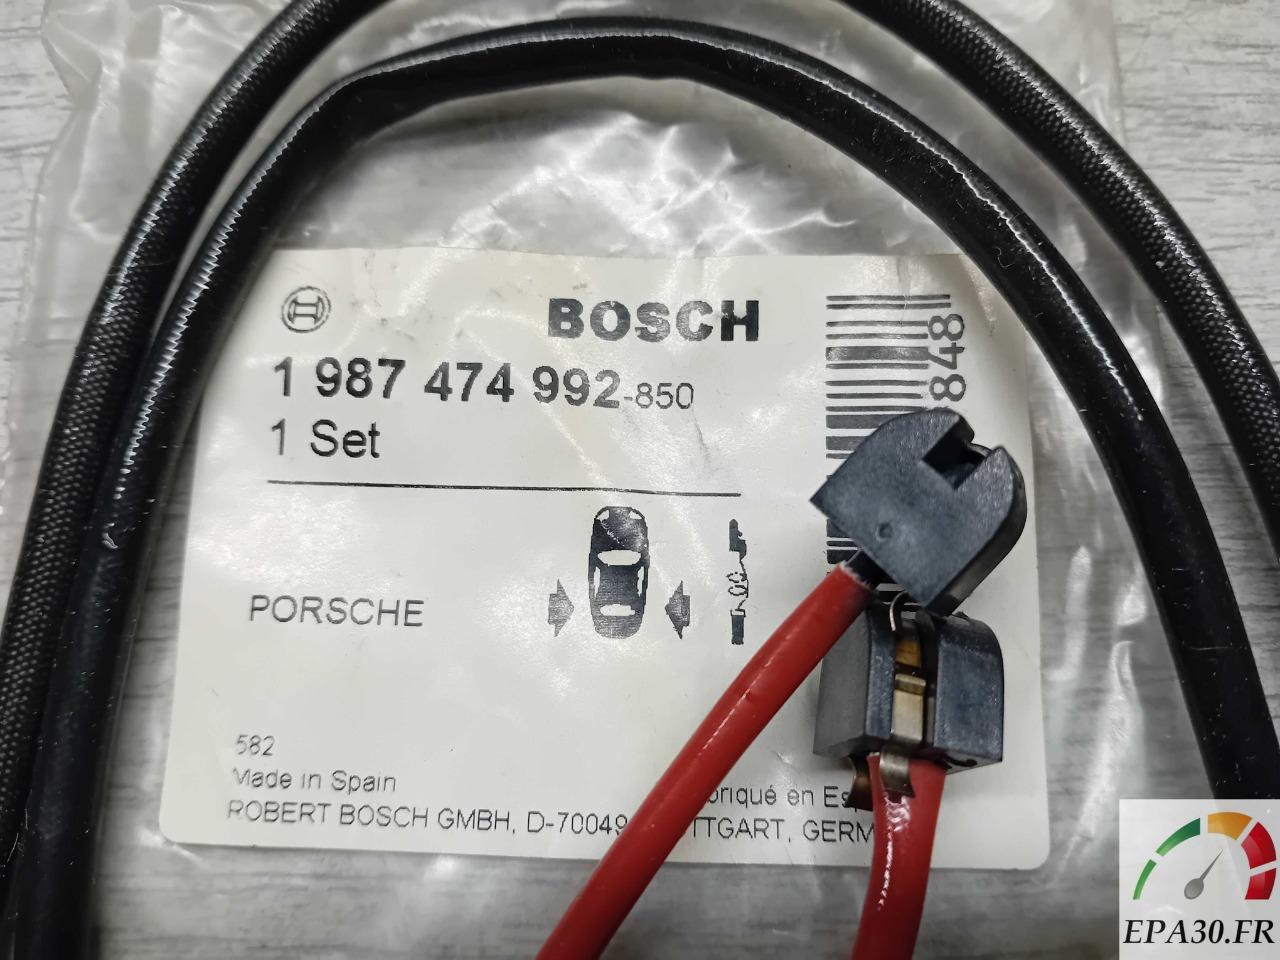 BOSCH
1 987 474 992-850
1 Set
848
PORSCHE
582
Made in Spain
ROBERT BOSCH GMBH, D-70049
EPA30.FR